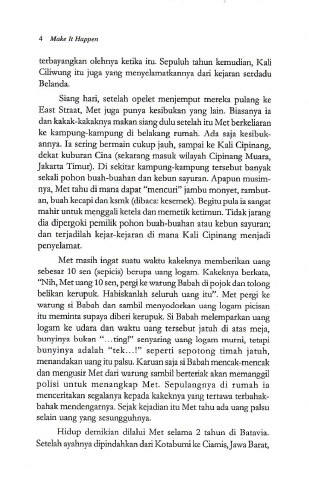 4 Make It Happen
terbayangkan olehnya ketika itu. Sepuluh tahun kemudian, Kali
Ciliwung itu juga yang menyelamatkannya dari kejaran serdadu
Belanda.
Siang hari, setelah opelet menjemput mereka pulang ke
East Straat, Met juga punya kesibukan yang lain. Biasanya ia
dan kakak-kakaknya makan siang dulu setelah itu Met berkeliaran
ke kampung-kampung di belakang rumah. Ada saja kesibuk-
annya. Ia sering bermain cukup jauh, sampai ke Kali Cipinang,
dekat kuburan Cina (sekarang masuk wilayah Cipinang Muara,
Jakarta Timur). Di sekitar kampung-kampung tersebut banyak
sekali pohon buah-buahan dan kebun sayuran. Apapun musim-
nya, Met tahu di mana dapat “mencuri” jambu monyet, rambut-
an, buah kecapi dan ksmk (dibaca: kesemek). Begitu pula ia sangat
mahir untuk menggali ketela dan memetik ketimun. Tidak jarang
dia dipergoki pemilik pohon buah-buahan atau kebun sayuran;
dan terjadilah kejar-kejaran di mana Kali Cipinang menjadi
penyelamat.
Met masih ingat suatu waktu kakeknya memberikan uang
sebesar 10 sen (sepicis) berupa uang logam. Kakeknya berkata,
“Nih, Met uang 10 sen, pergi ke warung Babah di pojok dan tolong
belikan kerupuk. Habiskanlah seluruh uang itu”. Met pergi ke
warung si Babah dan sambil menyodorkan uang logam picisan
itu meminta supaya diberi kerupuk. Si Babah melemparkan uang
logam ke udara dan waktu uang tersebut jatuh di atas meja,
bunyinya bukan “...ting!” senyaring uang logam murni, tetapi
bunyinya adalah “tek...!” seperti sepotong timah jatuh,
menandakan uang itu palsu. Karuan saja si Babah mencak-mencak
dan mengusir Met dari warung sambil berteriak akan memanggil
polisi untuk menangkap Met. Sepulangnya di rumah ia
menceritakan segalanya kepada kakeknya yang tertawa terbahak-
bahak mendengarnya. Sejak kejadian itu Met tahu ada uang palsu
selain uang yang sesungguhnya.
Hidup demikian dilalui Met selama 2 tahun di Batavia.
Setelah ayahnya dipindahkan dari Kotabumi ke Ciamis, Jawa Barat,